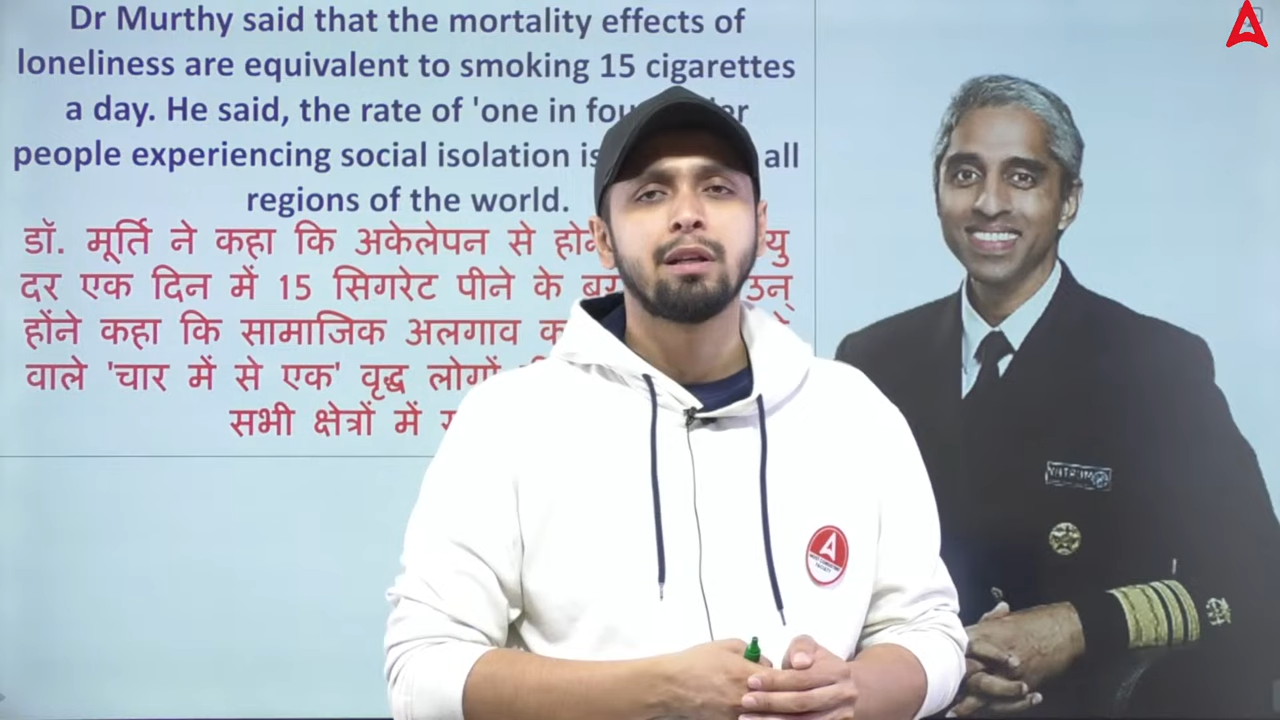 Dr Murthy said that the mortality effects of
loneliness are equivalent to smoking 15 cigarettes
a day. He said, the rate of 'one in
people experiencing social isolation is all
regions of the world.
डॉ. मूर्ति ने कहा कि अकेलेपन से
दर एक दिन में 15 सिगरेट पीने के
होंने कहा कि सामाजिक अलगाव
वाले 'चार में से एक' वृद्ध लोगों
सभी क्षेत्रों में